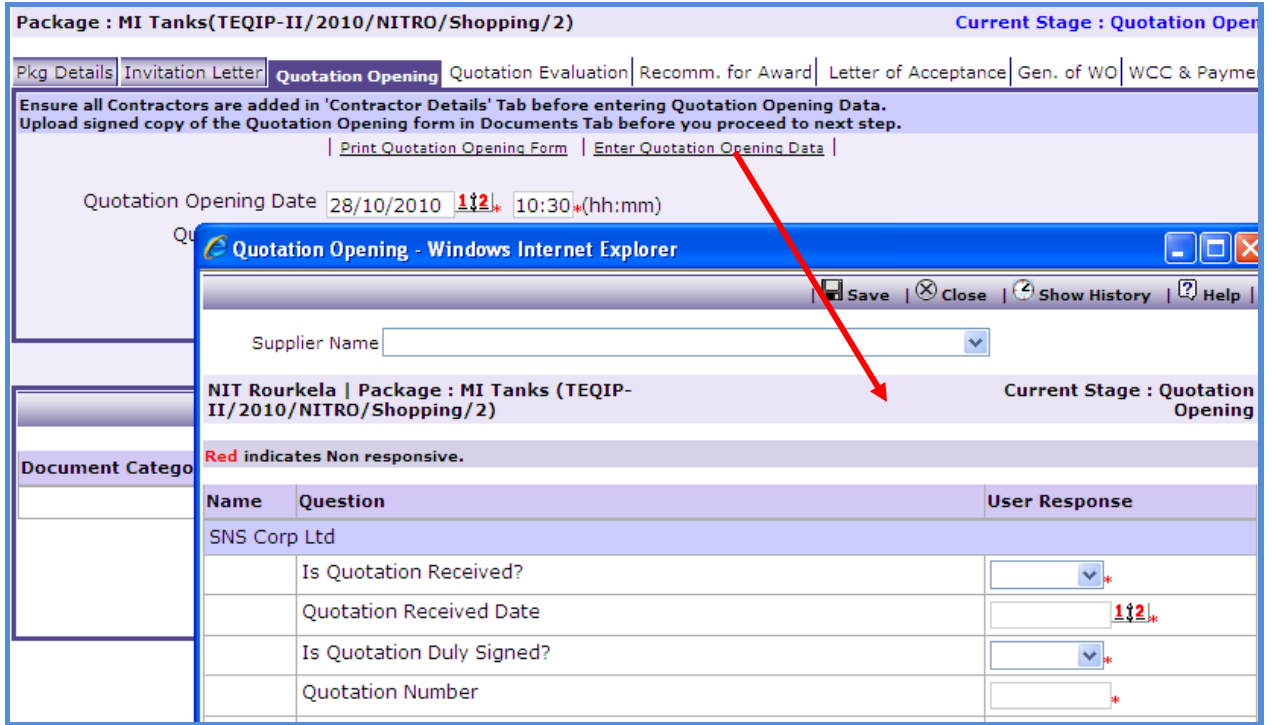 Package : MI Tanks(TEQIP-II/2010/NITRO/Shopping/2) Current Stage : Quotation Open
Pkg Details Invitation Letter Quotation Opening Quotation Evaluation Recomm. for Award Letter of Acceptance Gen. of WO WCC & Payme
Ensure all Contractors are added in 'Contractor Details' Tab before entering Quotation Opening Data.
Upload signed copy of the Quotation Opening form in Documents Tab before you proceed to next step.
| Print Quotation Opening Form | Enter Quotation Opening Data |
Quotation Opening Date 28/10/2010 12* 10:30*(hh:mm)
Qu
Quotation Opening - Windows Internet Explorer
| Save | Close | Show History | Help |
Supplier Name
NIT Rourkela | Package : MI Tanks (TEQIP-
II/2010/NITRO/Shopping/2)
Current Stage : Quotation
Opening
Red indicates Non responsive.
Document Catego
Name Question User Response
SNS Corp Ltd
Is Quotation Received? *
Quotation Received Date 12*
Is Quotation Duly Signed? *
Quotation Number *